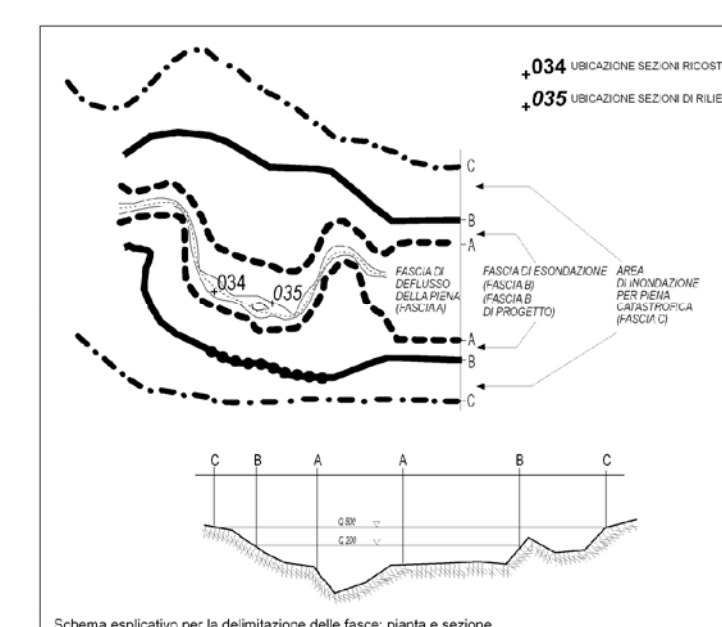 +034 UBICAZIONE SEZIONI RICOST
+035 UBICAZIONE SEZIONI DI RILIE
C
B
A
+034
+035
FASCIA DI
DEFLUSSO
DELLA PIENA
(FASCIA A)
FASCIA DI ESONDAZIONE
(FASCIA B)
(FASCIA B
DI PROGETTO)
AREA
DI INONDAZIONE
PER PIENA
CATASTROFICA
(FASCIA C)
A
B
C
C B A A B C
Q 500
Q 200
Schema esplicativo per la delimitazione delle fasce: pianta e sezione